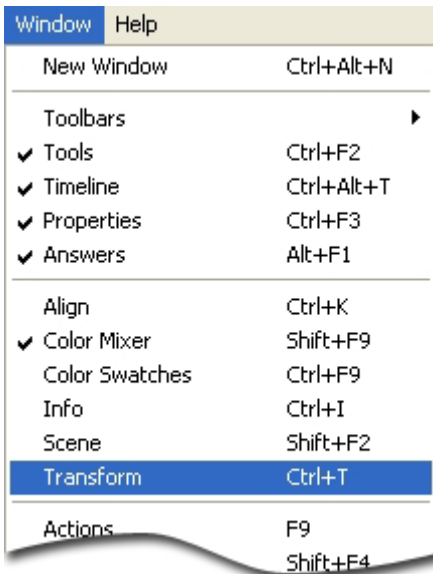 Window Help
New Window Ctrl+Alt+N
Toolbars
Tools Ctrl+F2
Timeline Ctrl+Alt+T
Properties Ctrl+F3
Answers Alt+F1
Align Ctrl+K
Color Mixer Shift+F9
Color Swatches Ctrl+F9
Info Ctrl+I
Scene Shift+F2
Transform Ctrl+T
Actions F9
Shift+F4